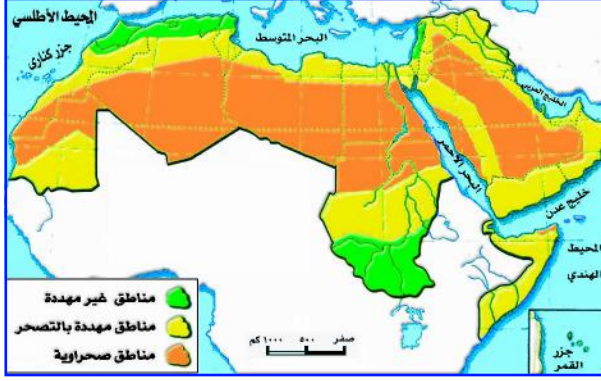 المحيط الأطلسي
جزر كناري
البحر المتوسط
الخليج العربي
البحر الأحمر
خليج عدن
المحيط
الهندي
مناطق غير مهددة
مناطق مهددة بالتصحر
مناطق صحراوية
صفر ٥٠٠ ١٠٠٠ كم
جزر
القمر